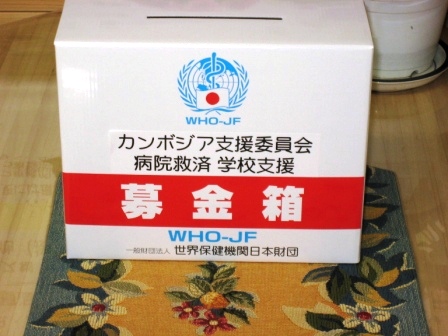 WHO-JF
カンボジア支援委員会
病院救済 学校支援
募金箱
WHO-JF
一般財団法人 世界保健機関日本財団